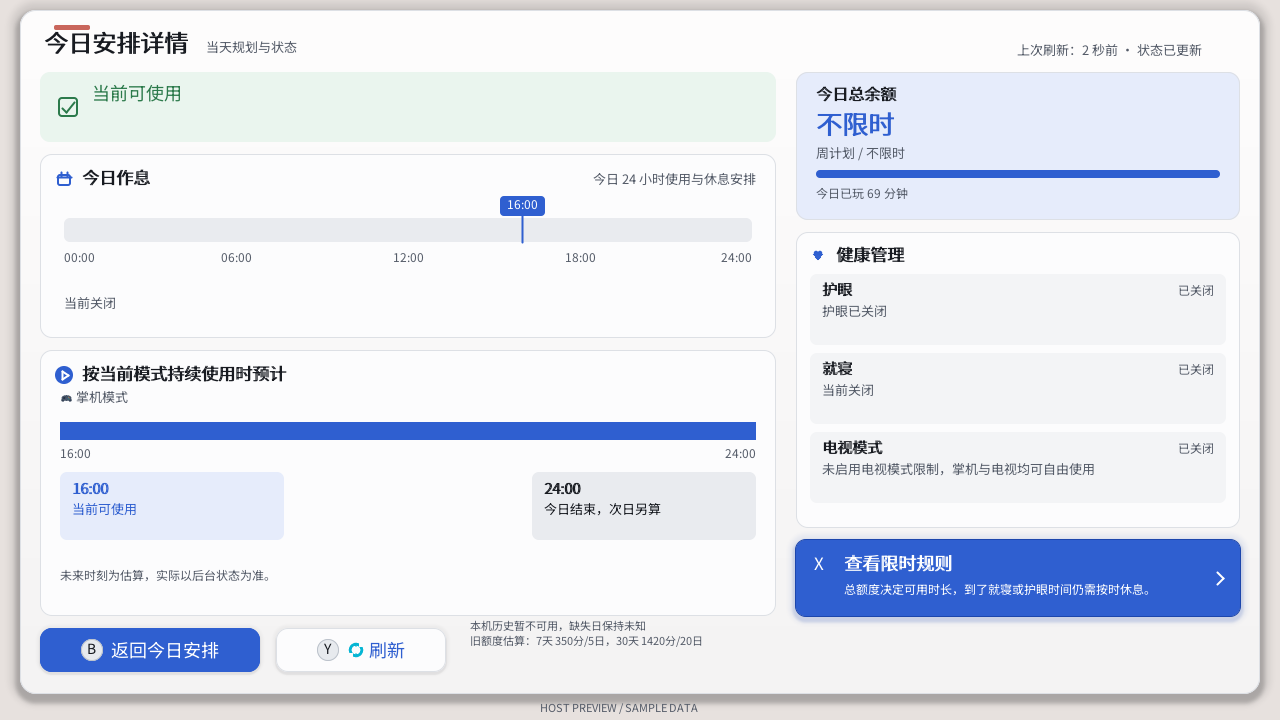 今日安排详情
当天规划与状态
上次刷新：2 秒前 · 状态已更新
当前可使用
今日作息
今日 24 小时使用与休息安排
16:00
00:00 06:00 12:00 18:00 24:00
当前关闭
按当前模式持续使用时预计
掌机模式
16:00 24:00
16:00
当前可使用
24:00
今日结束，次日另算
未来时刻为估算，实际以后台状态为准。
今日总余额
不限时
周计划 / 不限时
今日已玩 69 分钟
健康管理
护眼 已关闭
护眼已关闭
就寝 已关闭
当前关闭
电视模式 已关闭
未启用电视模式限制，掌机与电视均可自由使用
X 查看限时规则
总额度决定可用时长，到了就寝或护眼时间仍需按时休息。
B 返回今日安排
Y 刷新
本机历史暂不可用，缺失日保持未知
旧额度估算：7天 350分/5日，30天 1420分/20日
HOST PREVIEW / SAMPLE DATA